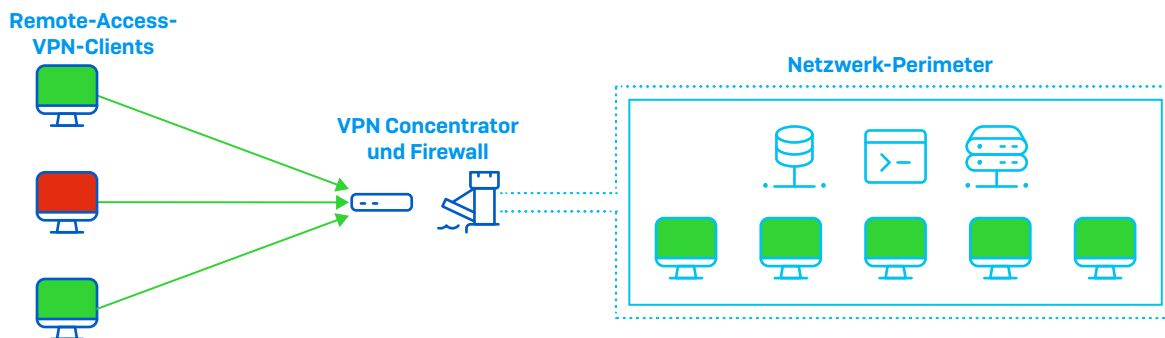 Remote-Access-
VPN-Clients
VPN Concentrator
und Firewall
Netzwerk-Perimeter